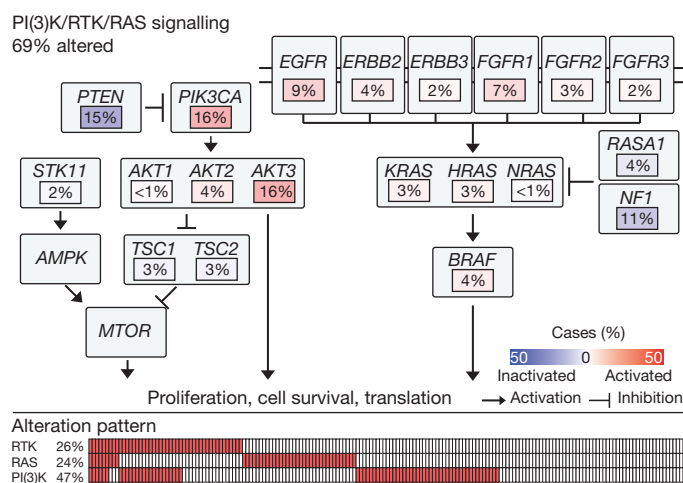 PI(3)K/RTK/RAS signalling
69% altered
EGFR ERBB2 ERBB3 FGFR1 FGFR2 FGFR3
9% 4% 2% 7% 3% 2%
PTEN PIK3CA
15% 16%
RASA1
4%
STK11 AKT1 AKT2 AKT3 KRAS HRAS NRAS
2% <1% 4% 16% 3% 3% <1%
NF1
11%
AMPK TSC1 TSC2 BRAF
3% 3% 4%
MTOR
Cases (%)
50 0 50
Inactivated Activated
Proliferation, cell survival, translation
Activation Inhibition
Alteration pattern
RTK 26%
RAS 24%
PI(3)K 47%